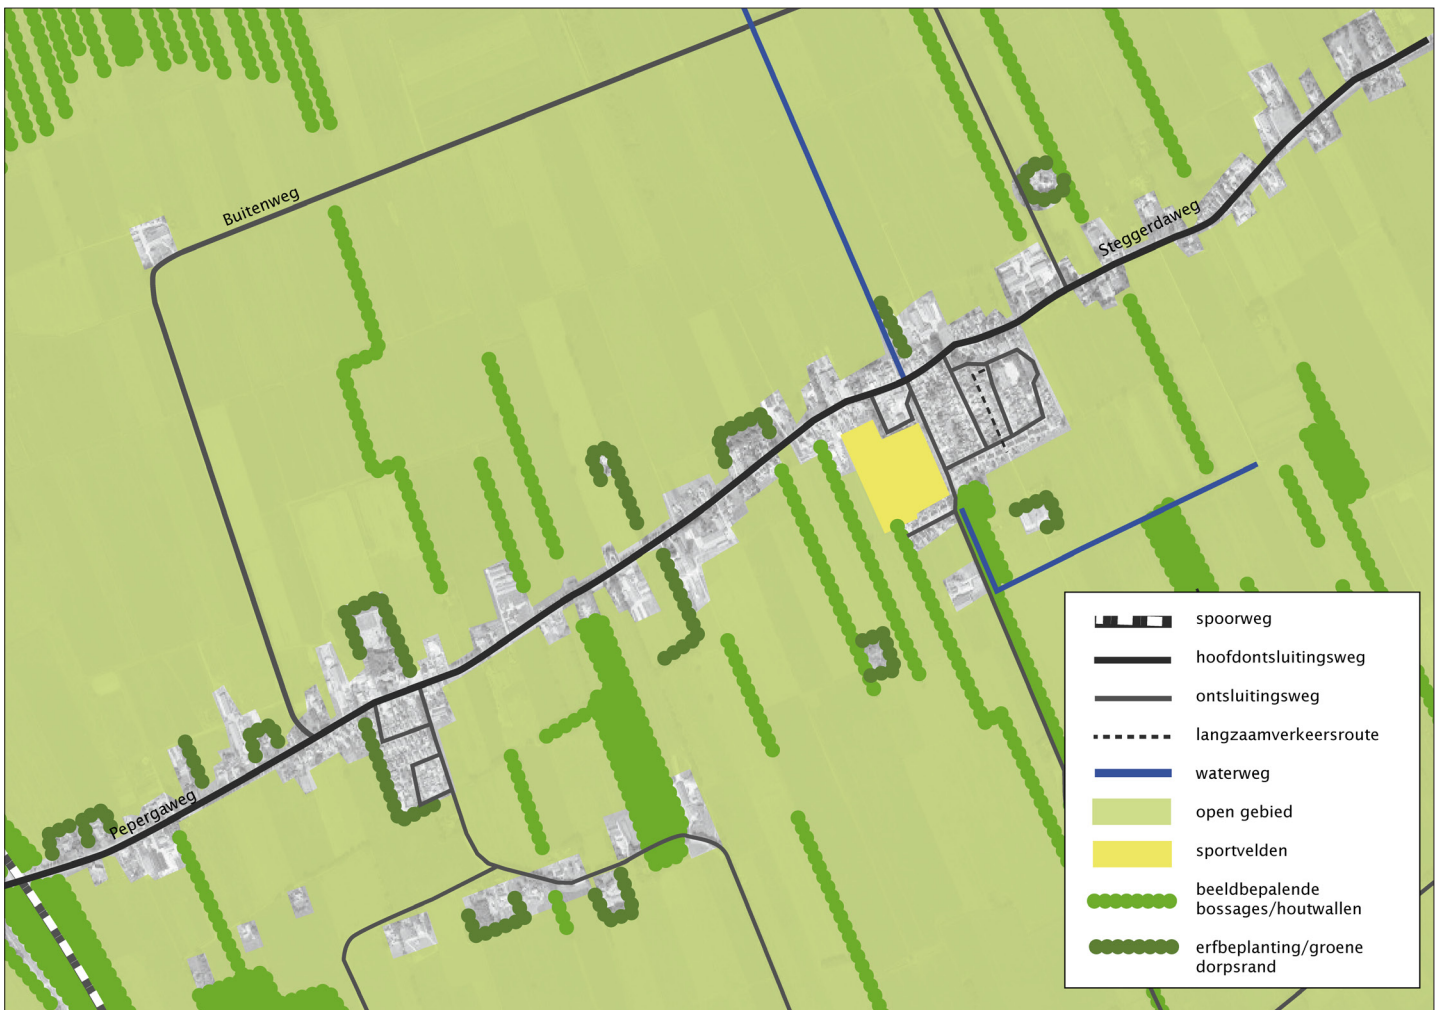 Buitenweg
Steggerdaweg
Pepergaweg
spoorweg
hoofdontsluitingsweg
ontsluitingsweg
langzaamverkeersroute
waterweg
open gebied
sportvelden
beeldbepalende
bossages/houtwallen
erfbeplanting/groene
dorpsrand